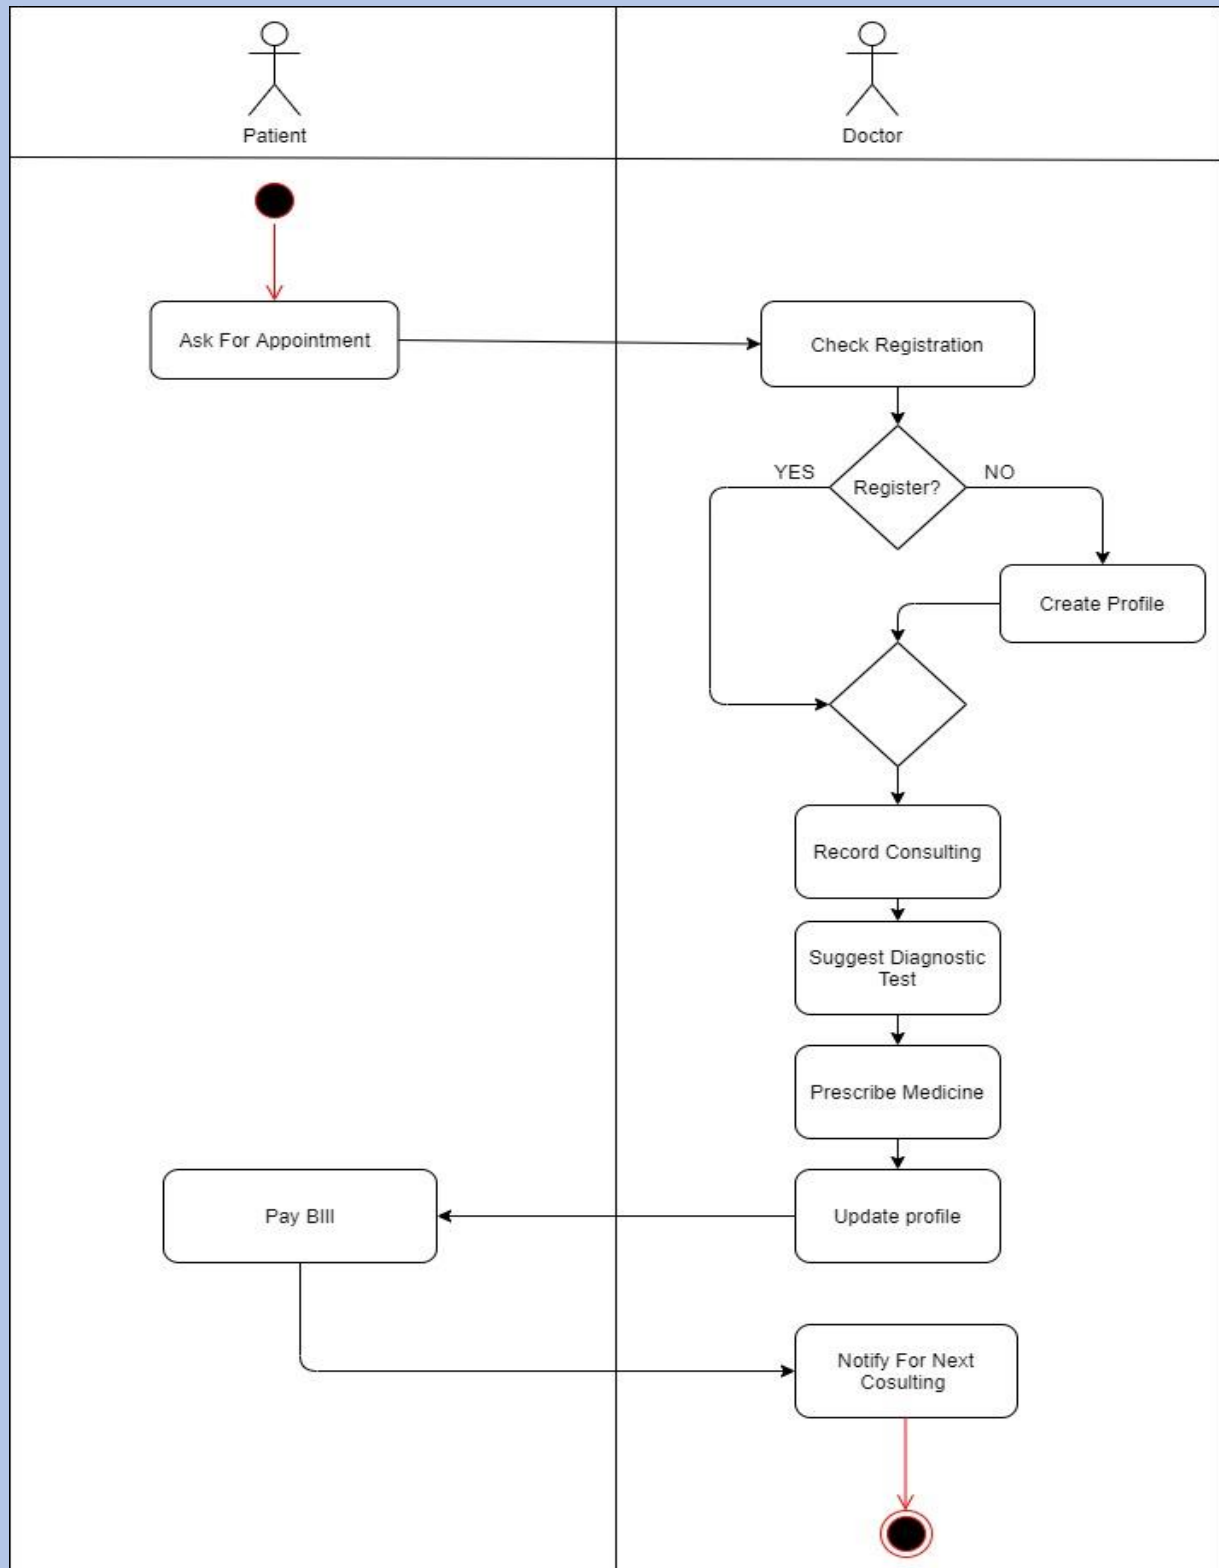 Patient
Doctor
Ask For Appointment
Check Registration
YES
Register?
NO
Create Profile
Record Consulting
Suggest Diagnostic
Test
Prescribe Medicine
Pay BIll
Update profile
Notify For Next
Cosulting